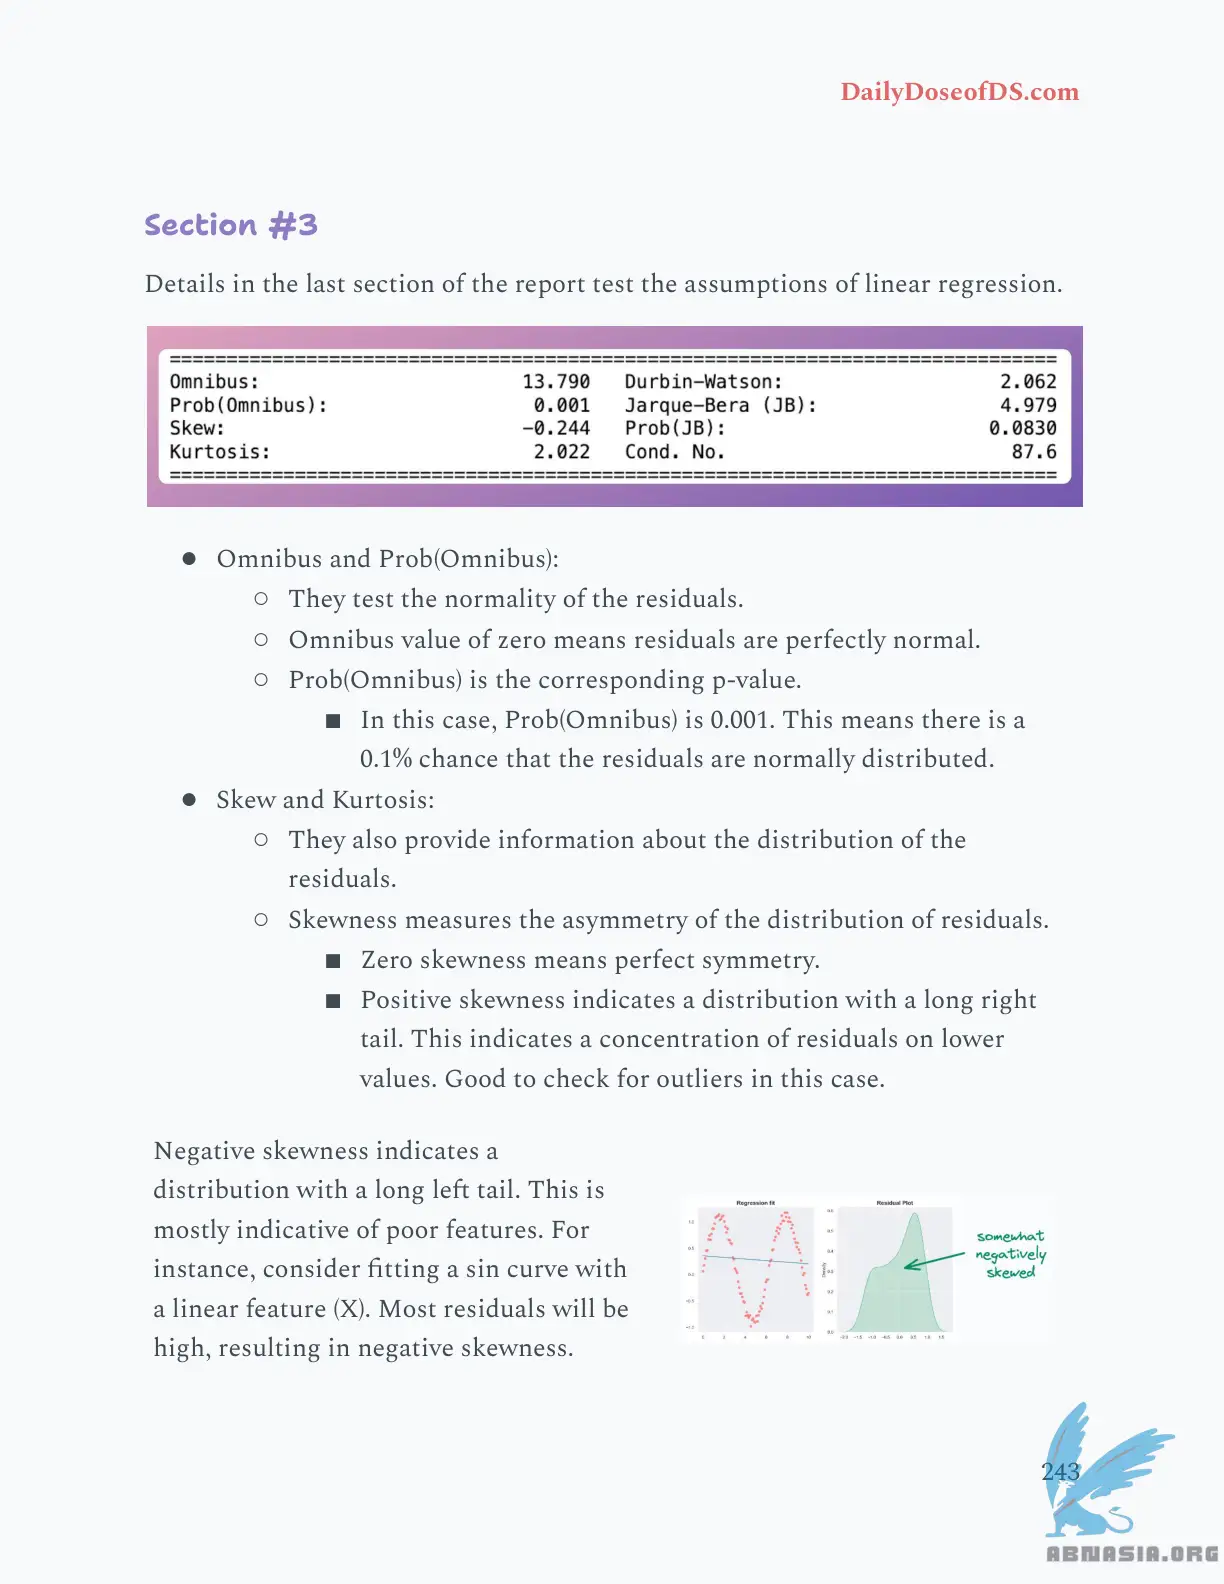 DailyDoseofDS.com
Section #3
Details in the last section of the report test the assumptions of linear regression.
==============================================================================
Omnibus: 13.790 Durbin-Watson: 2.062
Prob(Omnibus): 0.001 Jarque-Bera (JB): 4.979
Skew: -0.244 Prob(JB): 0.0830
Kurtosis: 2.022 Cond. No. 87.6
==============================================================================
● Omnibus and Prob(Omnibus):
○ They test the normality of the residuals.
○ Omnibus value of zero means residuals are perfectly normal.
○ Prob(Omnibus) is the corresponding p-value.
■ In this case, Prob(Omnibus) is 0.001. This means there is a
0.1% chance that the residuals are normally distributed.
● Skew and Kurtosis:
○ They also provide information about the distribution of the
residuals.
○ Skewness measures the asymmetry of the distribution of residuals.
■ Zero skewness means perfect symmetry.
■ Positive skewness indicates a distribution with a long right
tail. This indicates a concentration of residuals on lower
values. Good to check for outliers in this case.
Negative skewness indicates a
distribution with a long left tail. This is
mostly indicative of poor features. For
instance, consider fitting a sin curve with
a linear feature (X). Most residuals will be
high, resulting in negative skewness.
Regression fit
Residual Plot
Density
somewhat
negatively
skewed
243
ABNASIA.ORG